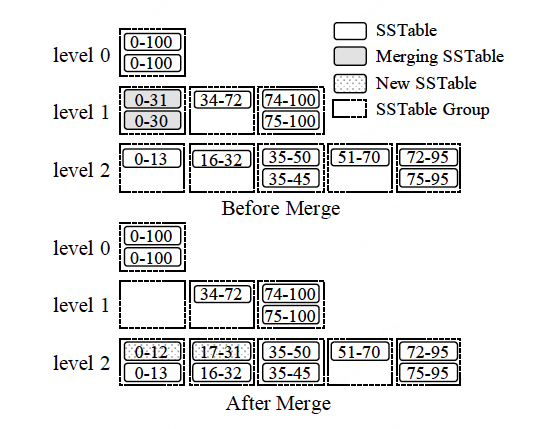 SSTable
Merging SSTable
New SSTable
SSTable Group
level 0
0-100
0-100
level 1
0-31 34-72 74-100
0-30 75-100
level 2
0-13 16-32 35-50 51-70 72-95
35-45 75-95
Before Merge
level 0
0-100
0-100
level 1
34-72 74-100
75-100
level 2
0-12 17-31 35-50 51-70 72-95
0-13 16-32 35-45 75-95
After Merge